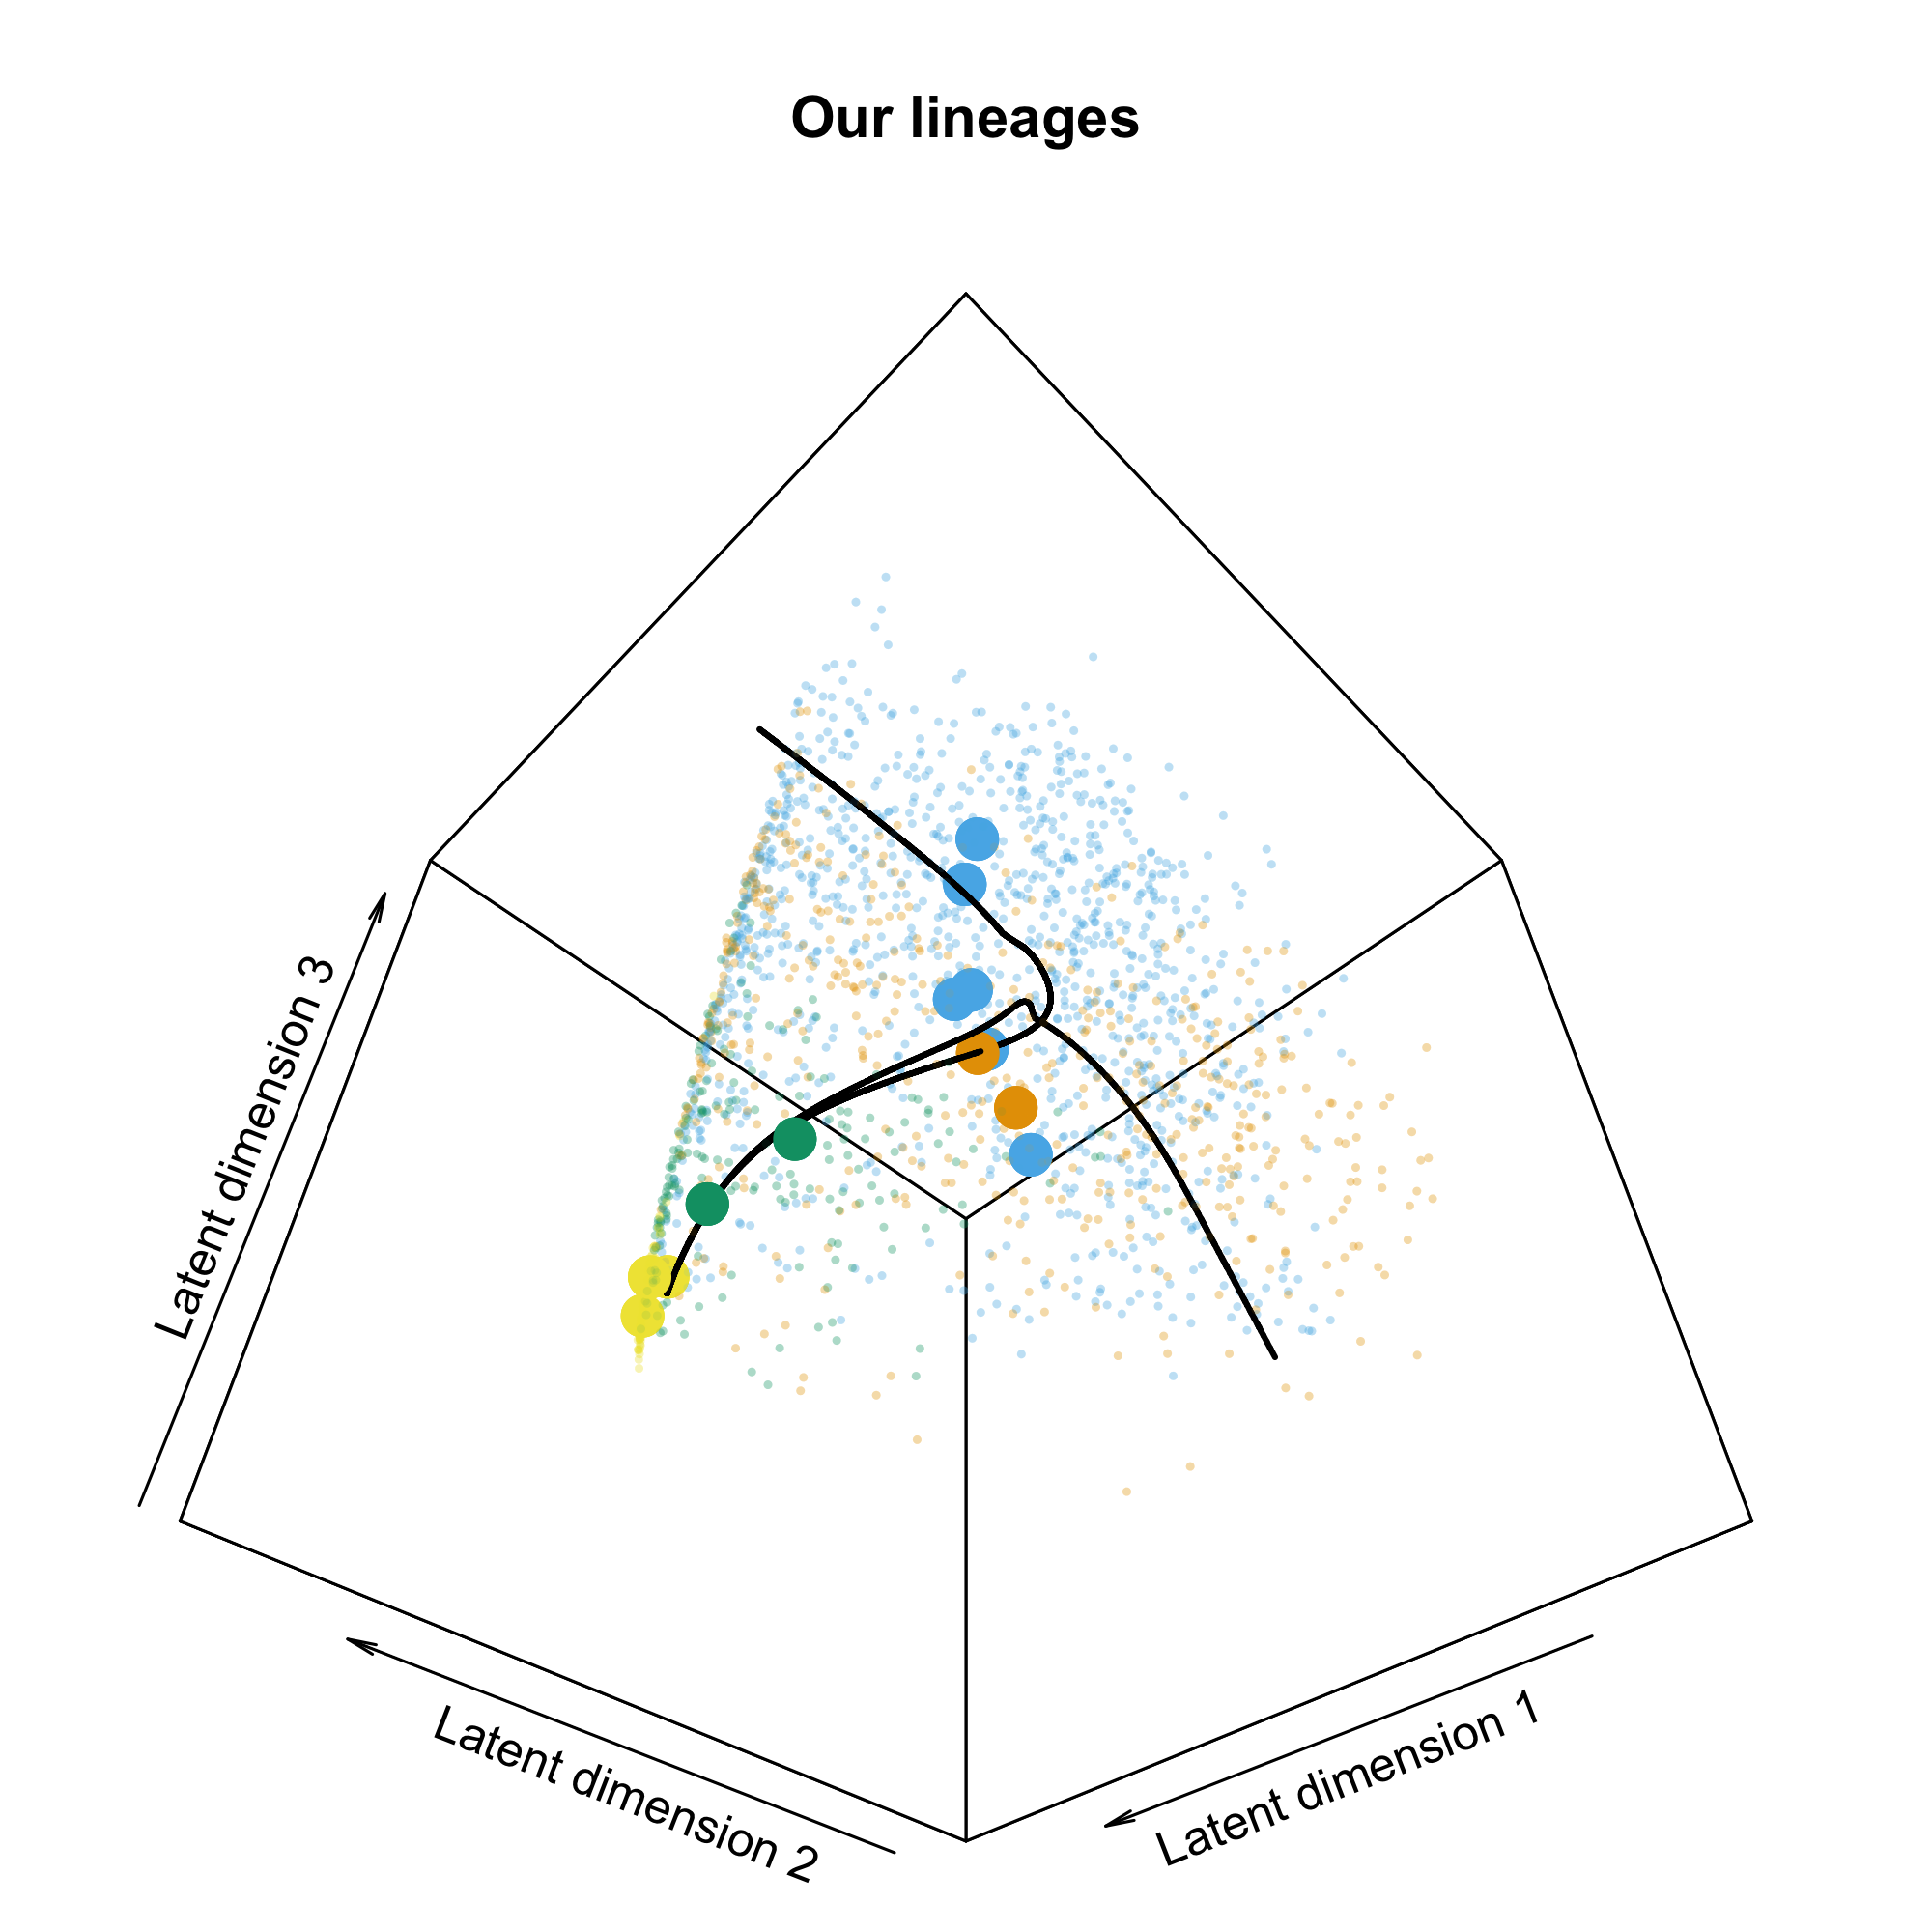 Our lineages
Latent dimension 3
Latent dimension 2
Latent dimension 1